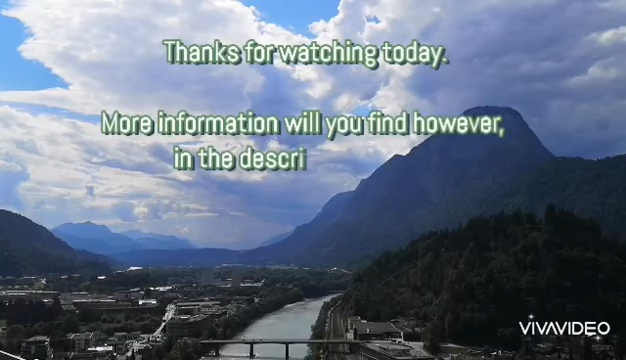 Thanks for watching today.
More information will you find however,
in the descri
VIVAVIDEO